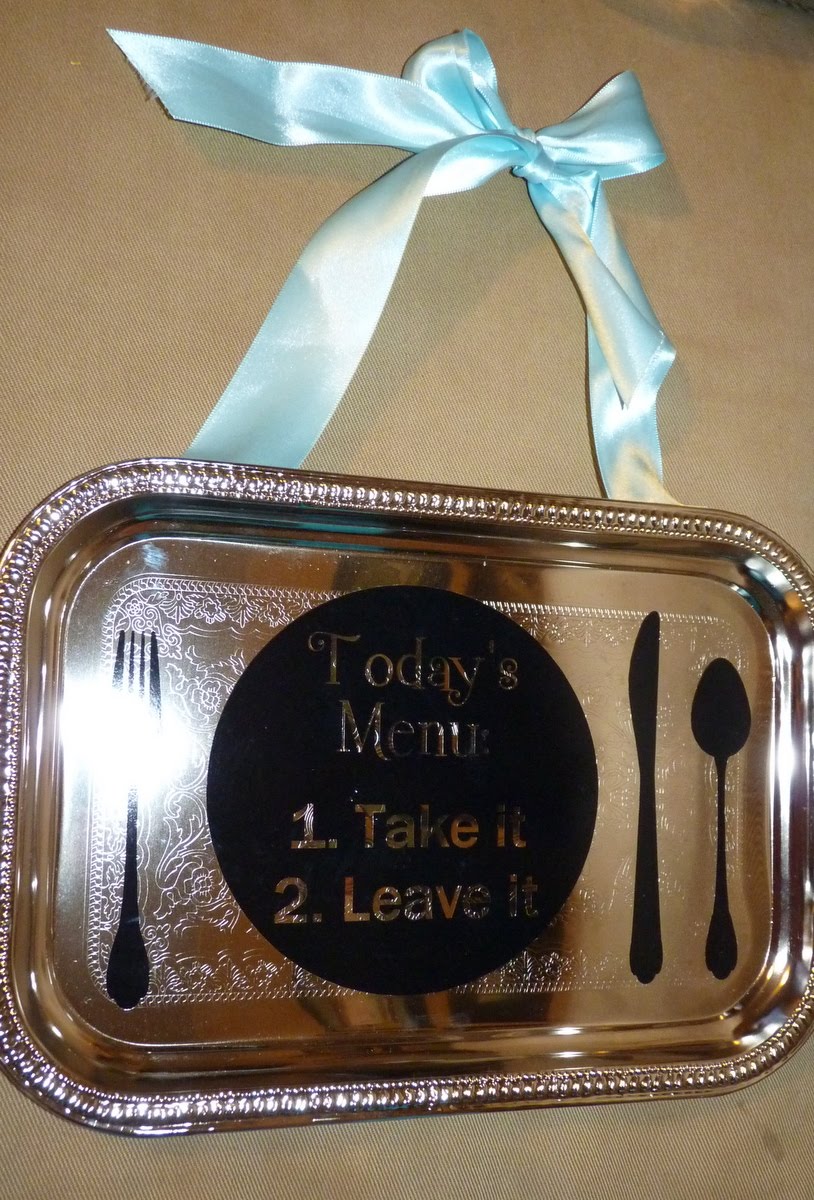 Today's
Menu:
1. Take it
2. Leave it